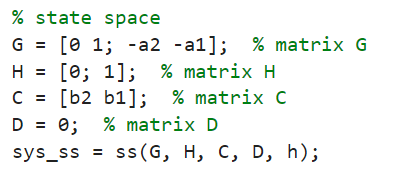 % state space
G = [0 1; -a2 -a1];  % matrix G
H = [0; 1];  % matrix H
C = [b2 b1];  % matrix C
D = 0;  % matrix D
sys_ss = ss(G, H, C, D, h);